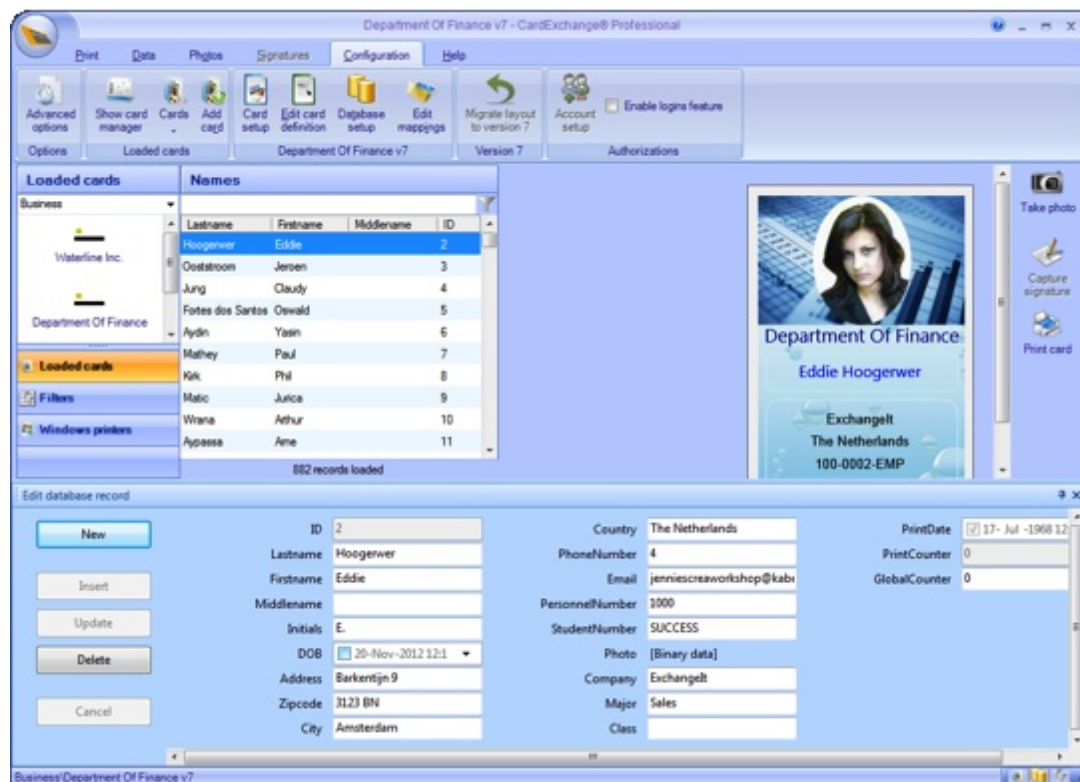 Department Of Finance v7 - CardExchange® Professional
Print Data Photos Signatures Configuration Help
Advanced options
Show card manager
Cards
Add card
Card setup
Edit card definition
Database setup
Edit mappings
Migrate layout to version 7
Account setup
Enable logins feature
Options Loaded cards Department Of Finance v7 Version 7 Authorizations
Loaded cards
Business
Waterline Inc.
Department Of Finance
Loaded cards
Filters
Windows printers
Names
Lastname Firstname Middlename ID
Hoogerwer Eddie 2
Ooststroom Jeroen 3
Jung Claudy 4
Fortes dos Santos Oswald 5
Aydin Yasin 6
Mathey Paul 7
Kirk Phil 8
Matic Jurica 9
Wrana Arthur 10
Aypassa Arne 11
882 records loaded
Department Of Finance
Eddie Hoogerwer
ExchangeIt
The Netherlands
100-0002-EMP
Take photo
Capture signature
Print card
Edit database record
New
Insert
Update
Delete
Cancel
ID 2
Lastname Hoogerwer
Firstname Eddie
Middlename
Initials E.
DOB 20-Nov-2012 12:1
Address Barkentijn 9
Zipcode 3123 BN
City Amsterdam
Country The Netherlands
PhoneNumber 4
Email jenniescreaworkshop@kabe
PersonnelNumber 1000
StudentNumber SUCCESS
Photo [Binary data]
Company ExchangeIt
Major Sales
Class
PrintDate 17- Jul -1968 12
PrintCounter 0
GlobalCounter 0
Business\Department Of Finance v7